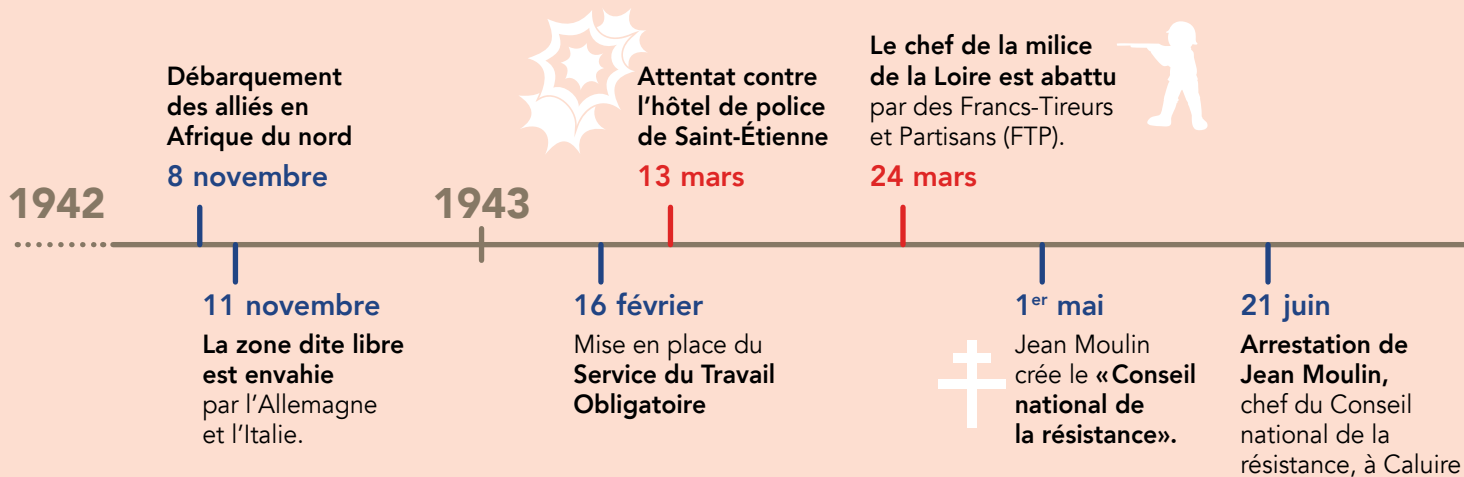 Débarquement
des alliés en
Afrique du nord
8 novembre
Attentat contre
l'hôtel de police
de Saint-Étienne
13 mars
Le chef de la milice
de la Loire est abattu
par des Francs-Tireurs
et Partisans (FTP).
24 mars
1942
1943
11 novembre
La zone dite libre
est envahie
par l'Allemagne
et l'Italie.
16 février
Mise en place du
Service du Travail
Obligatoire
1er mai
Jean Moulin
crée le «Conseil
national de
la résistance».
21 juin
Arrestation de
Jean Moulin,
chef du Conseil
national de la
résistance, à Caluire